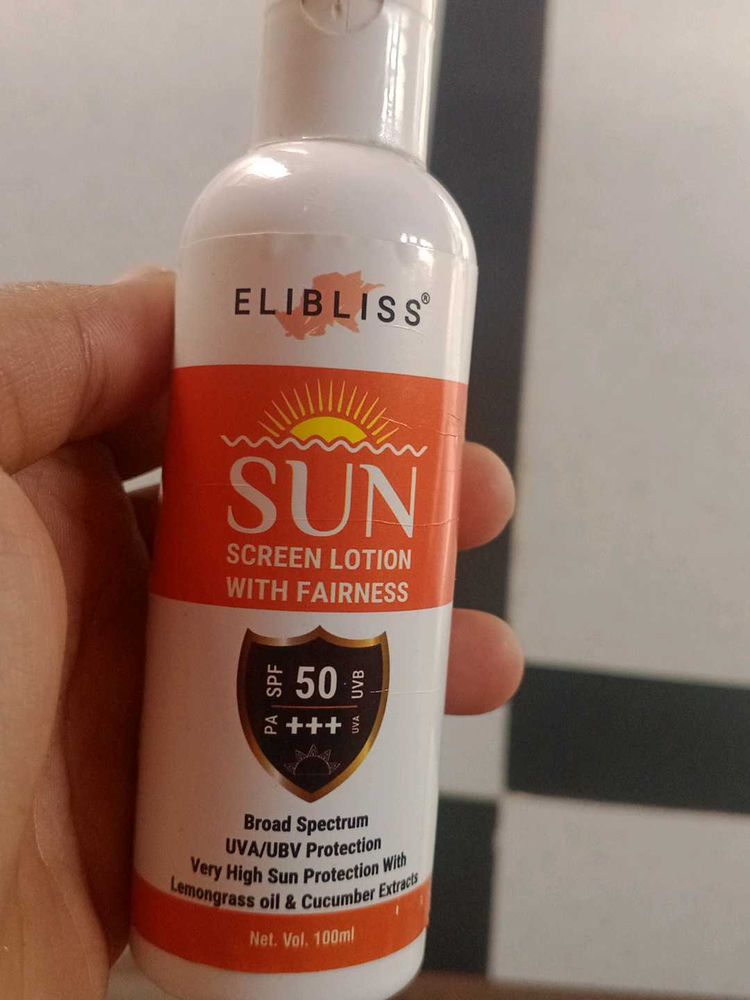 ELIBLISS®
SUN
SCREEN LOTION
WITH FAIRNESS
SPF 50 UVB
PA +++ UVA
Broad Spectrum
UVA/UBV Protection
Very High Sun Protection With
Lemongrass oil & Cucumber Extracts
Net. Vol. 100ml